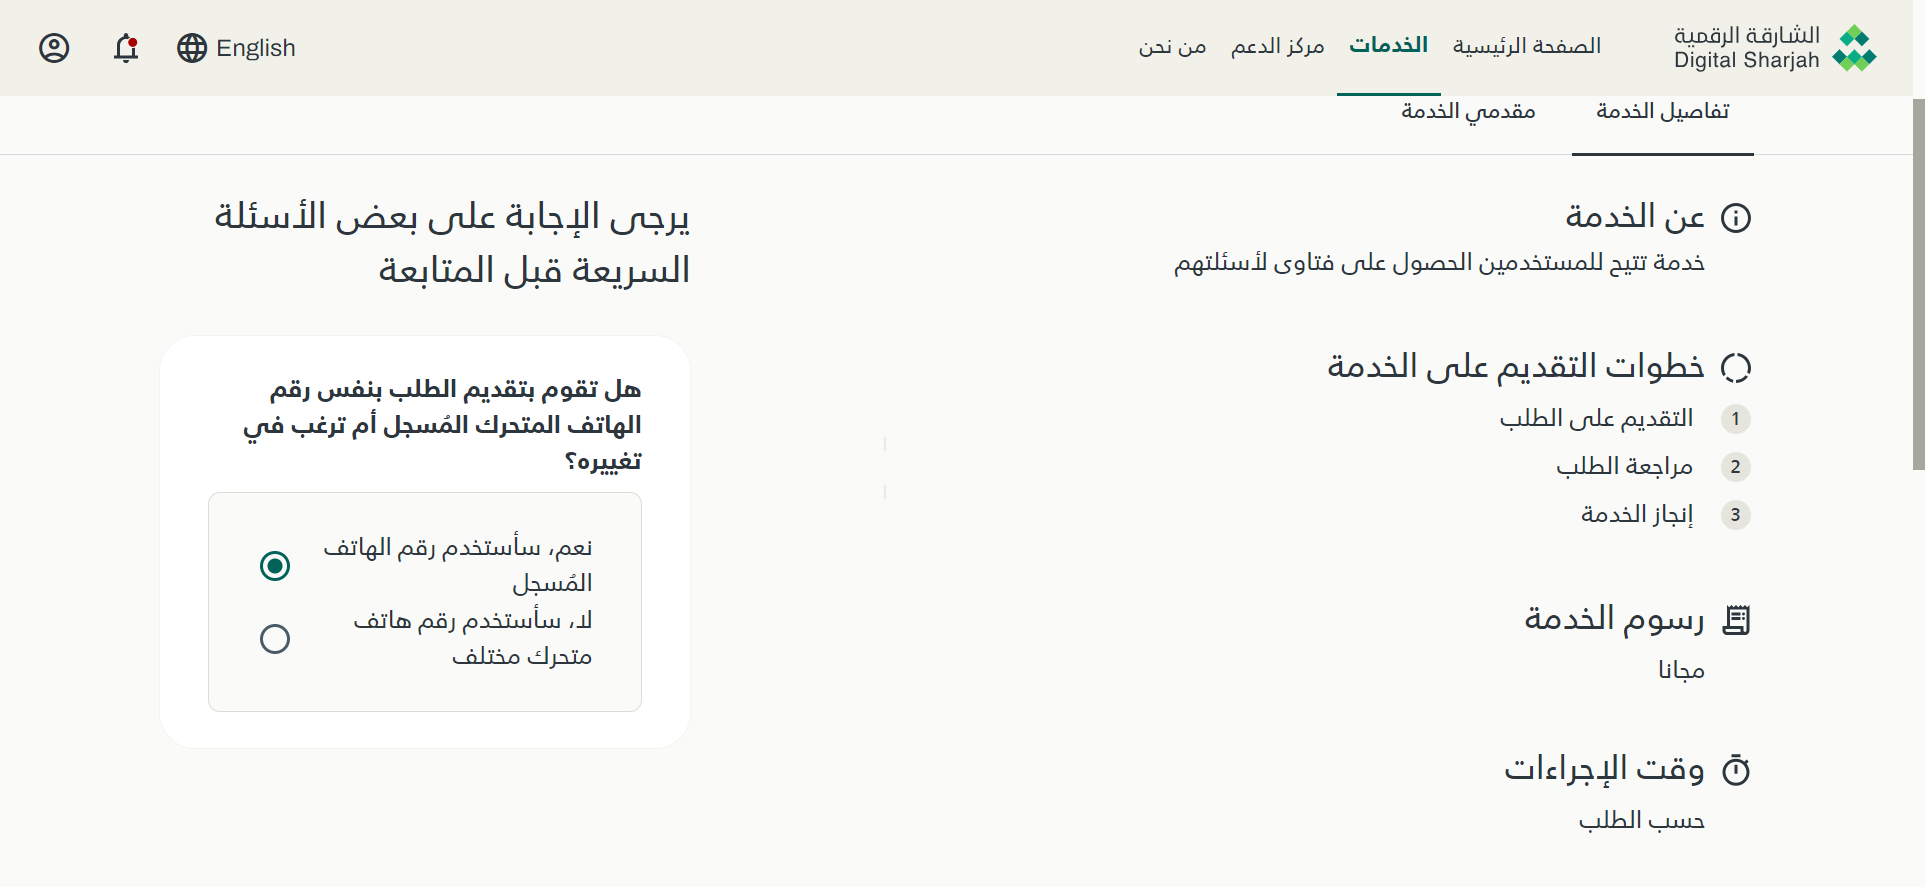 الشارقة الرقمية
Digital Sharjah
الصفحة الرئيسية
الخدمات
مركز الدعم
من نحن
English
تفاصيل الخدمة
مقدمي الخدمة
عن الخدمة
خدمة تتيح للمستخدمين الحصول على فتاوى لأسئلتهم
خطوات التقديم على الخدمة
1 التقديم على الطلب
2 مراجعة الطلب
3 إنجاز الخدمة
رسوم الخدمة
مجانا
وقت الإجراءات
حسب الطلب
يرجى الإجابة على بعض الأسئلة
السريعة قبل المتابعة
هل تقوم بتقديم الطلب بنفس رقم
الهاتف المتحرك المُسجل أم ترغب في
تغييره؟
نعم، سأستخدم رقم الهاتف
المُسجل
لا، سأستخدم رقم هاتف
متحرك مختلف